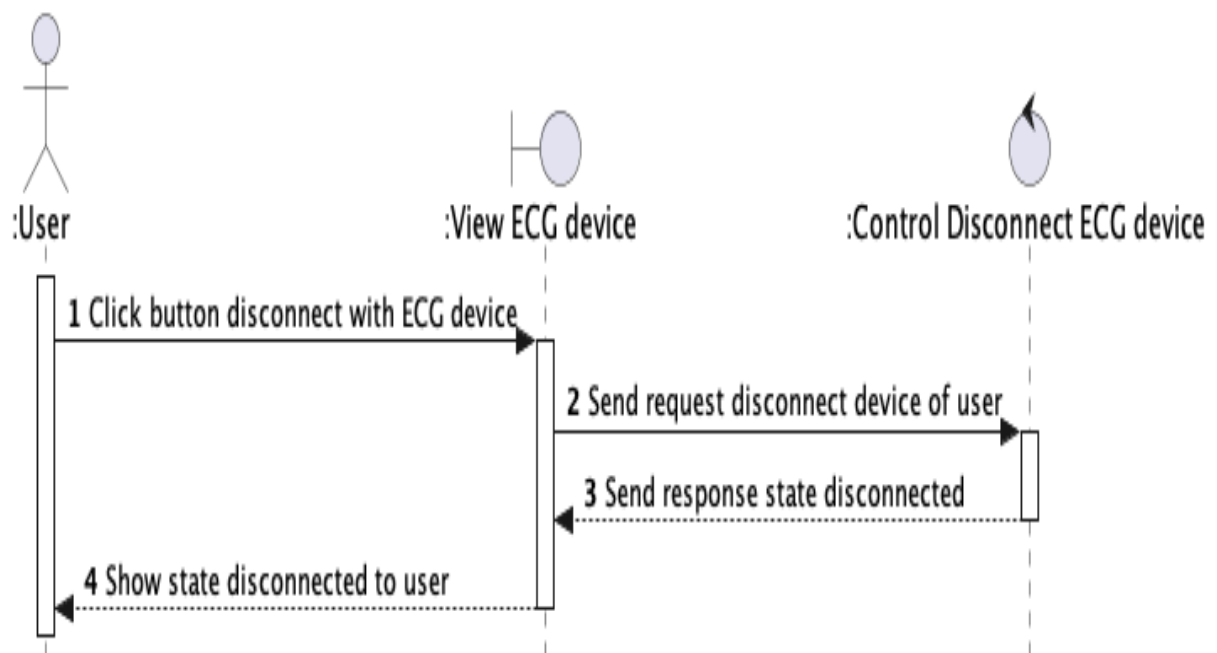 :User
:View ECG device
:Control Disconnect ECG device
1 Click button disconnect with ECG device
2 Send request disconnect device of user
3 Send response state disconnected
4 Show state disconnected to user